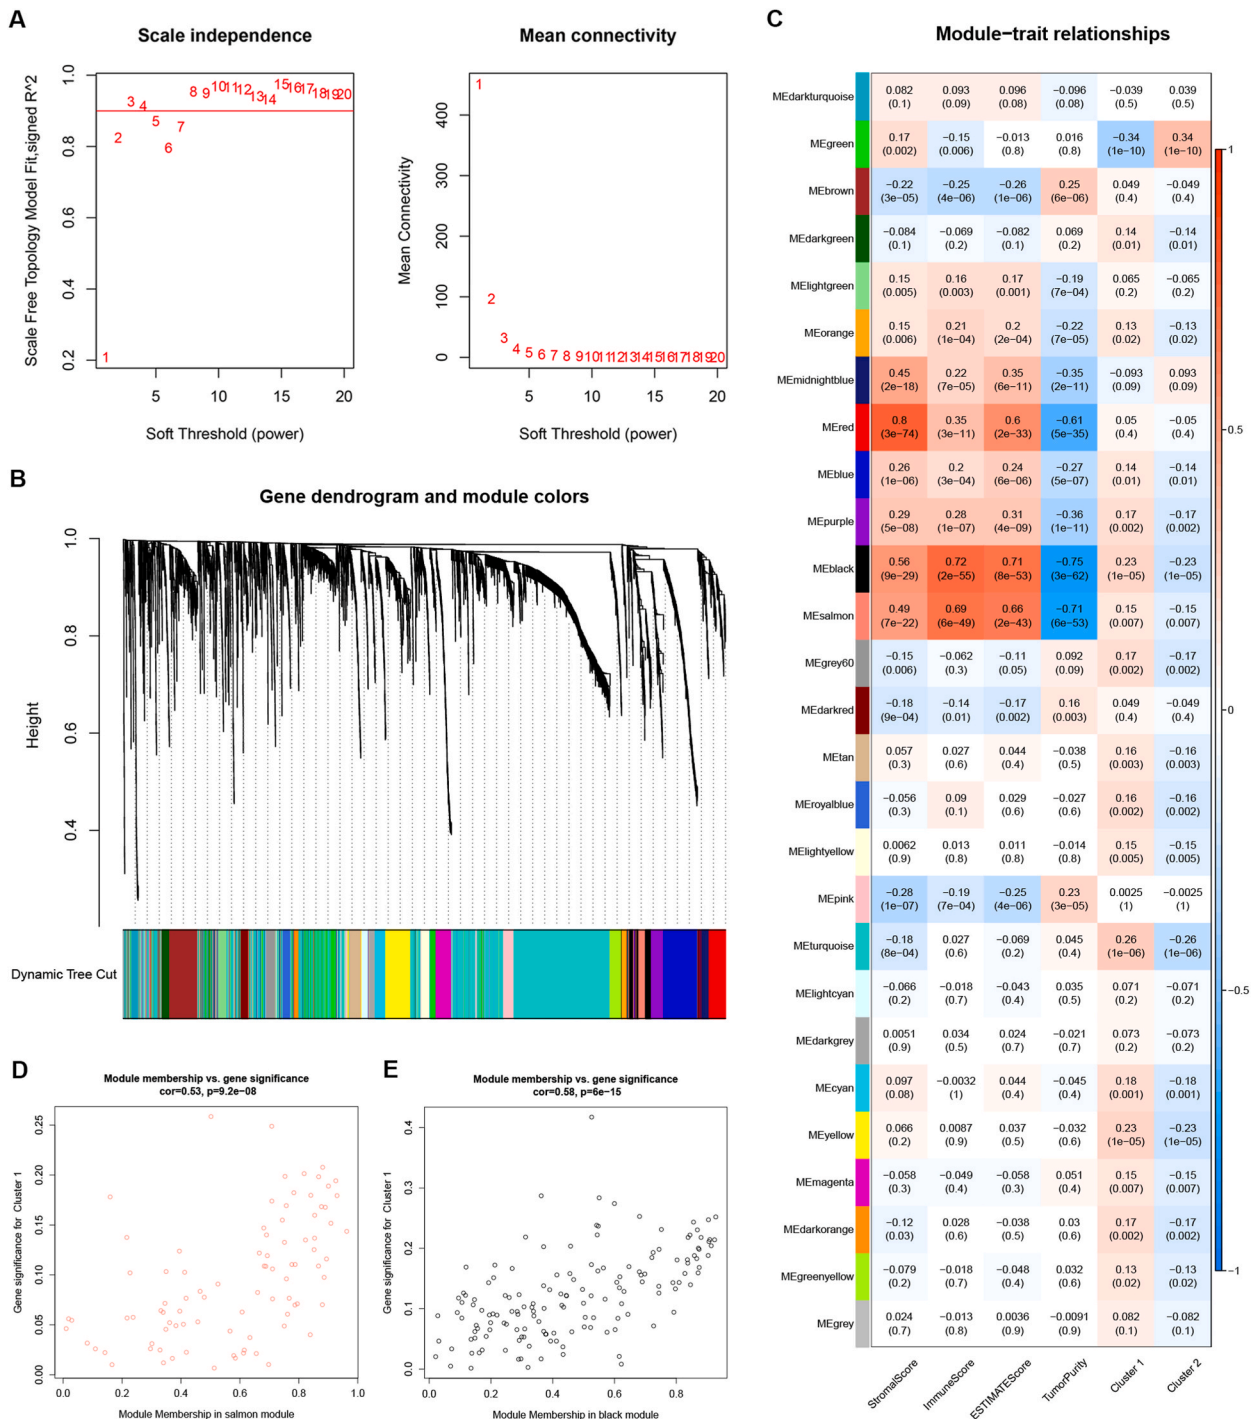 A
Scale independence
Scale Free Topology Model Fit,signed R^2
1.0
0.8
0.6
0.4
0.2
1
2
3
4
5
6
7
8
9
10
11
12
13
14
15
16
17
18
19
20
5 10 15 20
Soft Threshold (power)
Mean connectivity
Mean Connectivity
400
300
200
100
0
1
2
3
4
5 6 7 8 9 10 11 12 13 14 15 16 17 18 19 20
5 10 15 20
Soft Threshold (power)
B
Gene dendrogram and module colors
Height
1.0
0.8
0.6
0.4
Dynamic Tree Cut
C
Module−trait relationships
MEdarkturquoise 0.082 0.093 0.096 −0.096 −0.039 0.039
(0.1) (0.09) (0.08) (0.08) (0.5) (0.5)
MEgreen 0.17 −0.15 −0.013 0.016 −0.34 0.34
(0.002) (0.006) (0.8) (0.8) (1e−10) (1e−10)
MEbrown −0.22 −0.25 −0.26 0.25 0.049 −0.049
(3e−05) (4e−06) (1e−06) (6e−06) (0.4) (0.4)
MEdarkgreen −0.084 −0.069 −0.082 0.069 0.14 −0.14
(0.1) (0.2) (0.1) (0.2) (0.01) (0.01)
MElightgreen 0.15 0.16 0.17 −0.19 0.065 −0.065
(0.005) (0.003) (0.001) (7e−04) (0.2) (0.2)
MEorange 0.15 0.21 0.2 −0.22 0.13 −0.13
(0.006) (1e−04) (2e−04) (7e−05) (0.02) (0.02)
MEmidnightblue 0.45 0.22 0.35 −0.35 −0.093 0.093
(2e−18) (7e−05) (6e−11) (2e−11) (0.09) (0.09)
MEred 0.8 0.35 0.6 −0.61 0.05 −0.05
(3e−74) (3e−11) (2e−33) (5e−35) (0.4) (0.4)
MEblue 0.26 0.2 0.24 −0.27 0.14 −0.14
(1e−06) (3e−04) (6e−06) (5e−07) (0.01) (0.01)
MEpurple 0.29 0.28 0.31 −0.36 0.17 −0.17
(5e−08) (1e−07) (4e−09) (1e−11) (0.002) (0.002)
MEblack 0.56 0.72 0.71 −0.75 0.23 −0.23
(9e−29) (2e−55) (8e−53) (3e−62) (1e−05) (1e−05)
MEsalmon 0.49 0.69 0.66 −0.71 0.15 −0.15
(7e−22) (6e−49) (2e−43) (6e−53) (0.007) (0.007)
MEgrey60 −0.15 −0.062 −0.11 0.092 0.17 −0.17
(0.006) (0.3) (0.05) (0.09) (0.002) (0.002)
MEdarkred −0.18 −0.14 −0.17 0.16 0.049 −0.049
(9e−04) (0.01) (0.002) (0.003) (0.4) (0.4)
MEtan 0.057 0.027 0.044 −0.038 0.16 −0.16
(0.3) (0.6) (0.4) (0.5) (0.003) (0.003)
MEroyalblue −0.056 0.09 0.029 −0.027 0.16 −0.16
(0.3) (0.1) (0.6) (0.6) (0.002) (0.002)
MElightyellow 0.0062 0.013 0.011 −0.014 0.15 −0.15
(0.9) (0.8) (0.8) (0.8) (0.005) (0.005)
MEpink −0.28 −0.19 −0.25 0.23 0.0025 −0.0025
(1e−07) (7e−04) (4e−06) (3e−05) (1) (1)
MEturquoise −0.18 0.027 −0.069 0.045 0.26 −0.26
(8e−04) (0.6) (0.2) (0.4) (1e−06) (1e−06)
MElightcyan −0.066 −0.018 −0.043 0.035 0.071 −0.071
(0.2) (0.7) (0.4) (0.5) (0.2) (0.2)
MEdarkgrey 0.0051 0.034 0.024 −0.021 0.073 −0.073
(0.9) (0.5) (0.7) (0.7) (0.2) (0.2)
MEcyan 0.097 −0.0032 0.044 −0.045 0.18 −0.18
(0.08) (1) (0.4) (0.4) (0.001) (0.001)
MEyellow 0.066 0.0087 0.037 −0.032 0.23 −0.23
(0.2) (0.9) (0.5) (0.6) (1e−05) (1e−05)
MEmagenta −0.058 −0.049 −0.058 0.051 0.15 −0.15
(0.3) (0.4) (0.3) (0.4) (0.007) (0.007)
MEdarkorange −0.12 0.028 −0.038 0.03 0.17 −0.17
(0.03) (0.6) (0.5) (0.6) (0.002) (0.002)
MEgreenyellow −0.079 −0.018 −0.048 0.032 0.13 −0.13
(0.2) (0.7) (0.4) (0.6) (0.02) (0.02)
MEgrey 0.024 −0.013 0.0036 −0.0091 0.082 −0.082
(0.7) (0.8) (0.9) (0.9) (0.1) (0.1)
StromalScore ImmuneScore ESTIMATEScore TumorPurity Cluster 1 Cluster 2
1
0.5
0
−0.5
−1
D
Module membership vs. gene significance
cor=0.53, p=9.2e−08
Gene significance for Cluster 1
0.25
0.20
0.15
0.10
0.05
0.00
0.0 0.2 0.4 0.6 0.8 1.0
Module Membership in salmon module
E
Module membership vs. gene significance
cor=0.58, p=6e−15
Gene significance for Cluster 1
0.4
0.3
0.2
0.1
0.0
0.0 0.2 0.4 0.6 0.8
Module Membership in black module